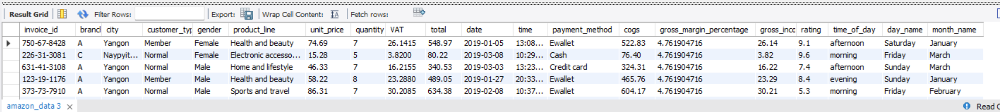 Result Grid Filter Rows: Export: Wrap Cell Content: Fetch rows:
invoice_id branch city customer_typ gender product_line unit_price quantity VAT total date time payment_method cogs gross_margin_percentage gross_inco rating time_of_day day_name month_name
750-67-8428 A Yangon Member Female Health and beauty 74.69 7 26.1415 548.97 2019-01-05 13:08... Ewallet 522.83 4.761904716 26.14 9.1 afternoon Saturday January
226-31-3081 C Naypyit... Normal Female Electronic accesso... 15.28 5 3.8200 80.22 2019-03-08 10:29... Cash 76.40 4.761904716 3.82 9.6 morning Friday March
631-41-3108 A Yangon Normal Male Home and lifestyle 46.33 7 16.2155 340.53 2019-03-03 13:23... Credit card 324.31 4.761904716 16.22 7.4 afternoon Sunday March
123-19-1176 A Yangon Member Male Health and beauty 58.22 8 23.2880 489.05 2019-01-27 20:33... Ewallet 465.76 4.761904716 23.29 8.4 evening Sunday January
373-73-7910 A Yangon Normal Male Sports and travel 86.31 7 30.2085 634.38 2019-02-08 10:37... Ewallet 604.17 4.761904716 30.21 5.3 morning Friday February
amazon_data 3 Read